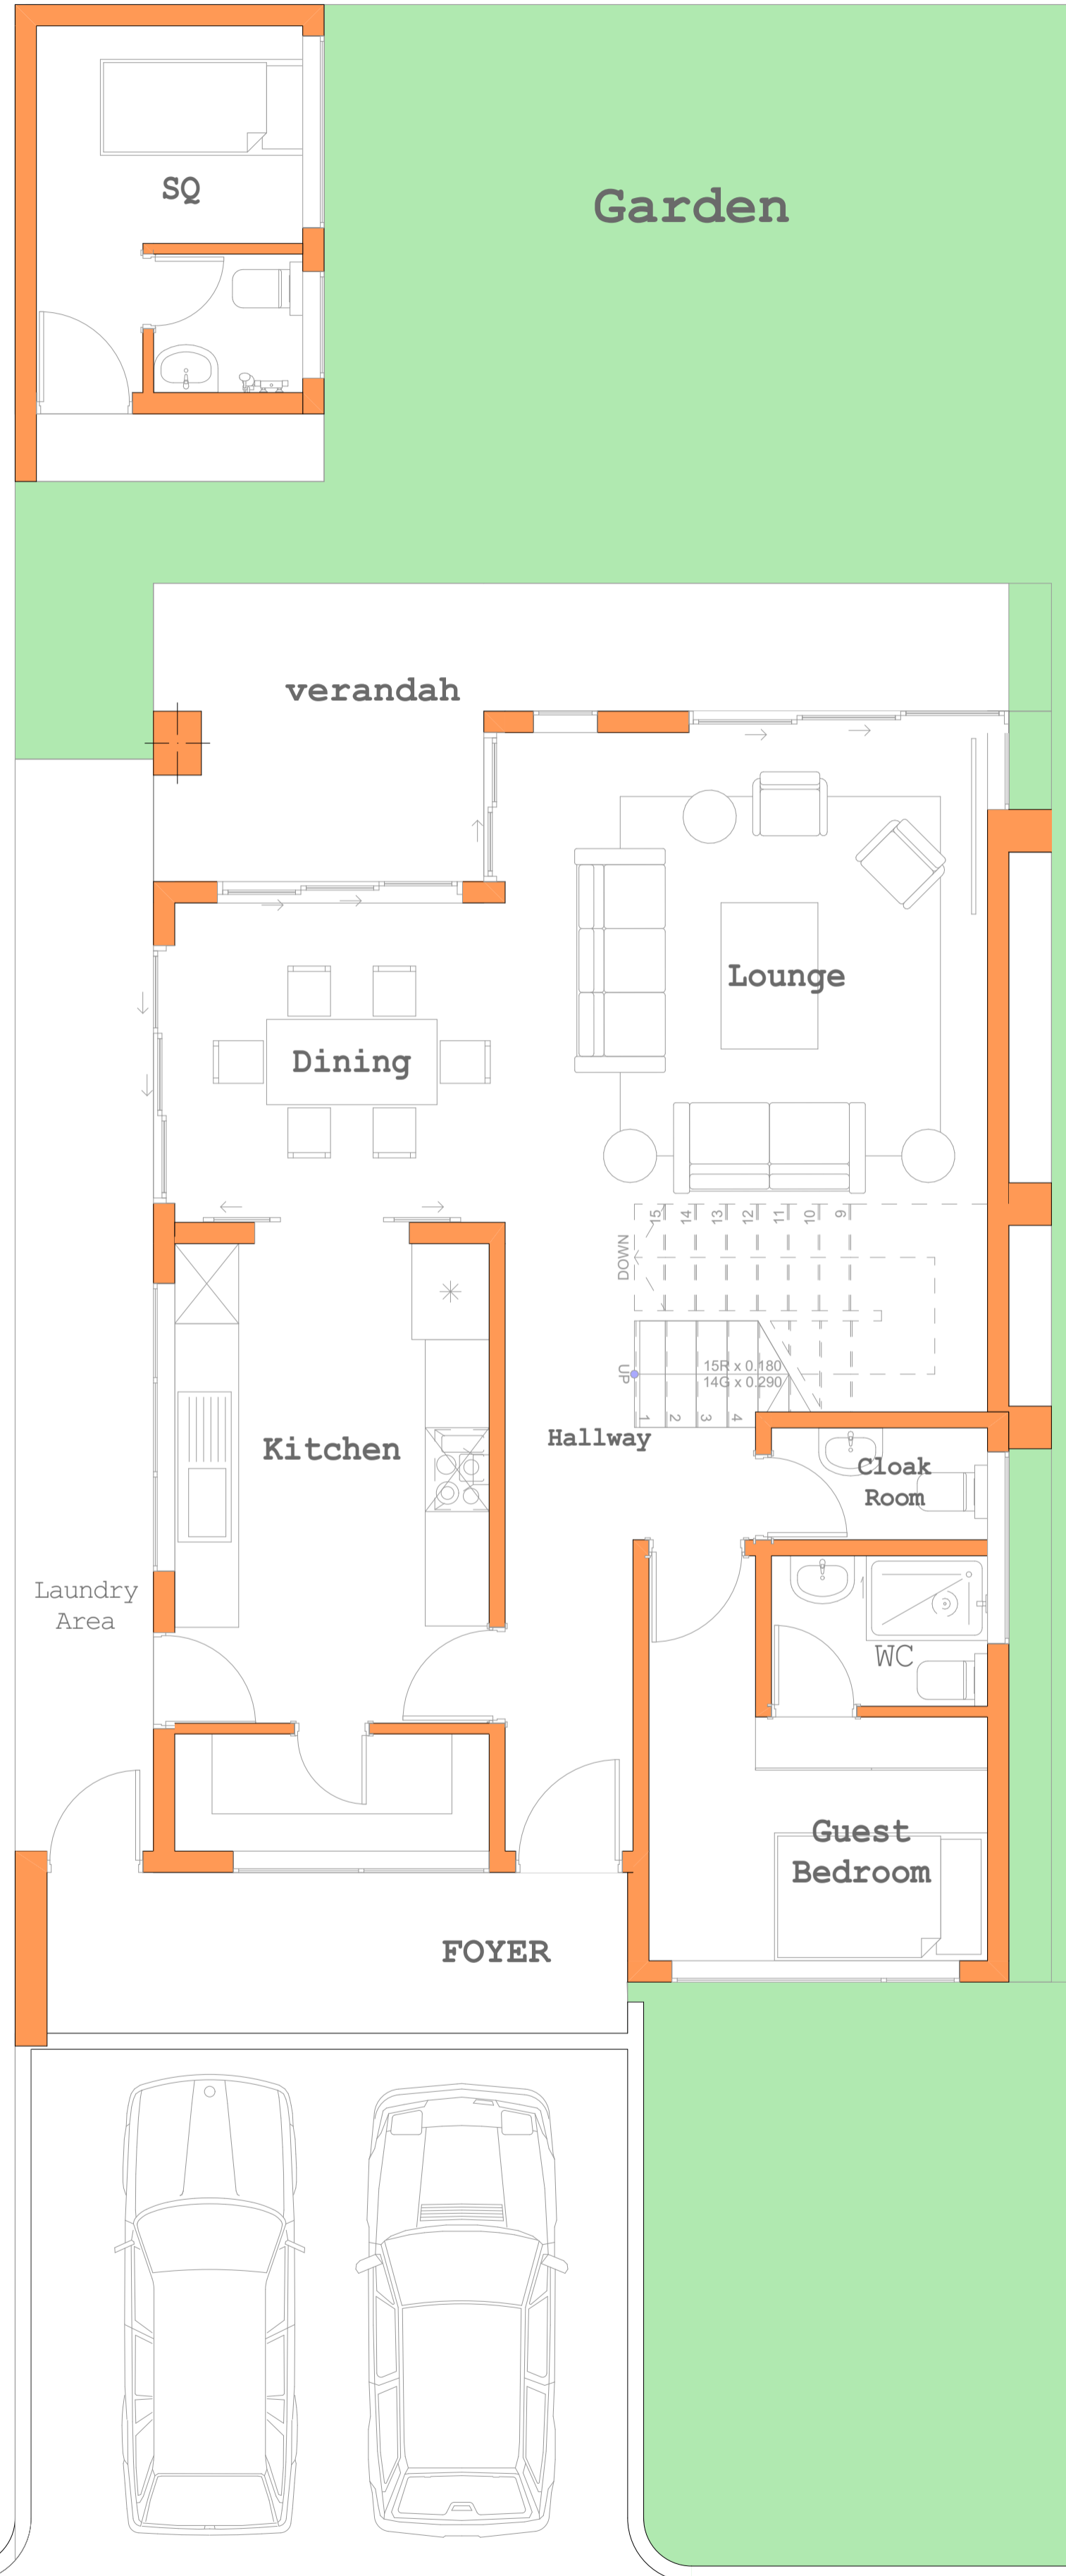 SQ
Garden
verandah
Lounge
Dining
15
14
13
12
11
10
9
DOWN
UP
15R x 0.180
14G x 0.290
1
2
3
4
Hallway
Kitchen
Cloak
Room
Laundry
Area
WC
Guest
Bedroom
FOYER